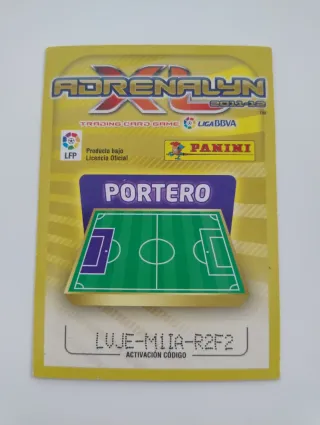 ADRENALYN
XL
2011-12
TRADING CARD GAME LIGA BBVA
LFP
Producto bajo
Licencia Oficial
PANINI
PORTERO
LVJE-M1IA-R2F2
ACTIVACIÓN CÓDIGO